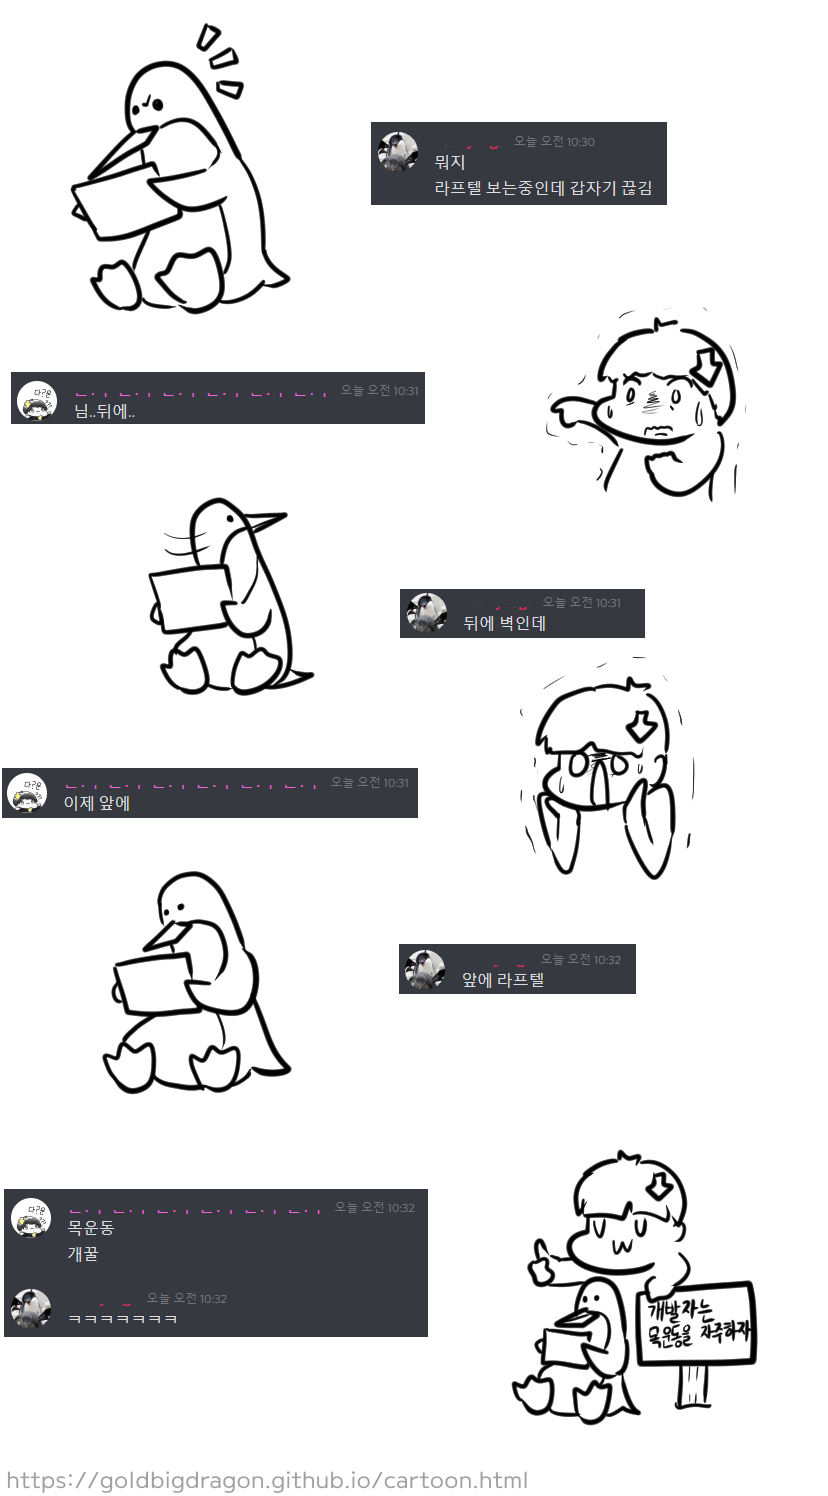 오늘 오전 10:30
뭐지
라프텔 보는중인데 갑자기 끊김
오늘 오전 10:31
님..뒤에..
오늘 오전 10:31
뒤에 벽인데
오늘 오전 10:31
이제 앞에
오늘 오전 10:32
앞에 라프텔
오늘 오전 10:32
목운동
개꿀
오늘 오전 10:32
ㅋㅋㅋㅋㅋㅋㅋ
개발자는
목운동을 자주하자
https://goldbigdragon.github.io/cartoon.html